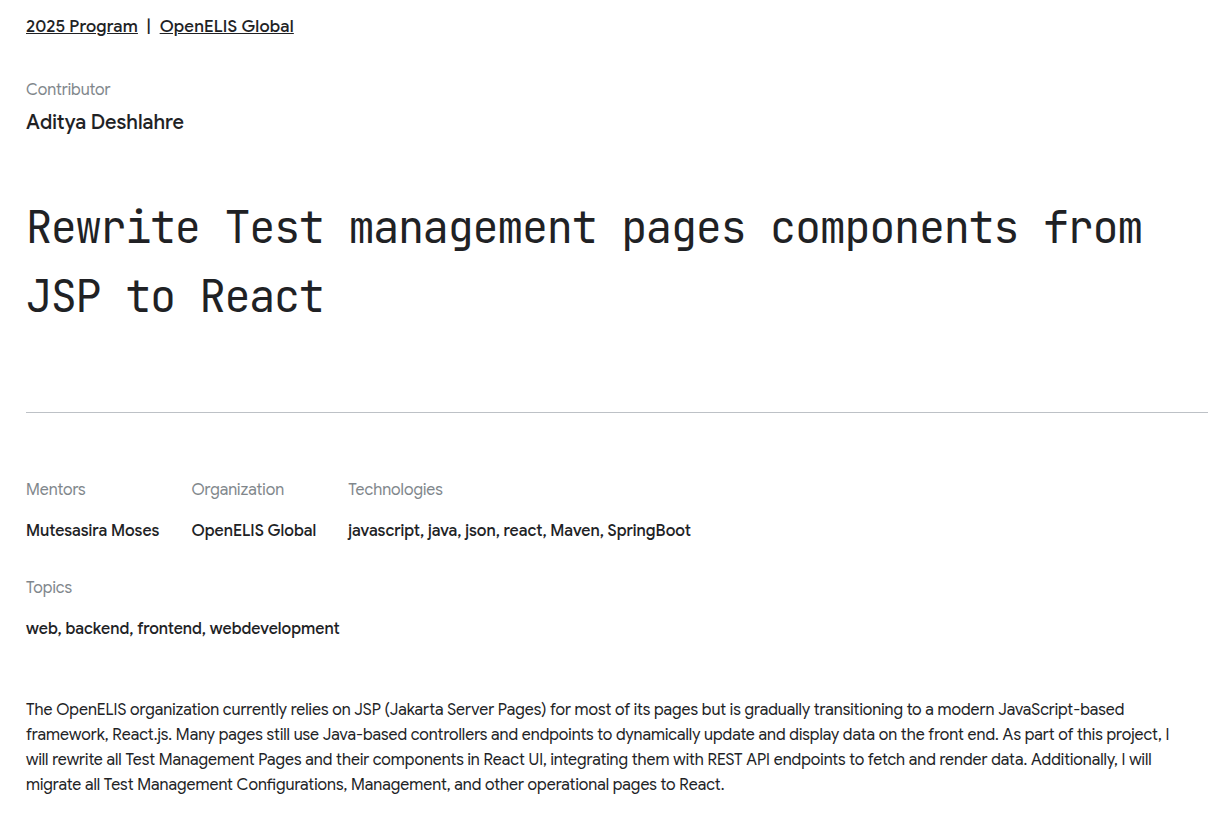 2025 Program | OpenELIS Global
Contributor
Aditya Deshlahre
Rewrite Test management pages components from
JSP to React
Mentors Organization Technologies
Mutesasira Moses OpenELIS Global javascript, java, json, react, Maven, SpringBoot
Topics
web, backend, frontend, webdevelopment
The OpenELIS organization currently relies on JSP (Jakarta Server Pages) for most of its pages but is gradually transitioning to a modern JavaScript-based
framework, React.js. Many pages still use Java-based controllers and endpoints to dynamically update and display data on the front end. As part of this project, I
will rewrite all Test Management Pages and their components in React UI, integrating them with REST API endpoints to fetch and render data. Additionally, I will
migrate all Test Management Configurations, Management, and other operational pages to React.